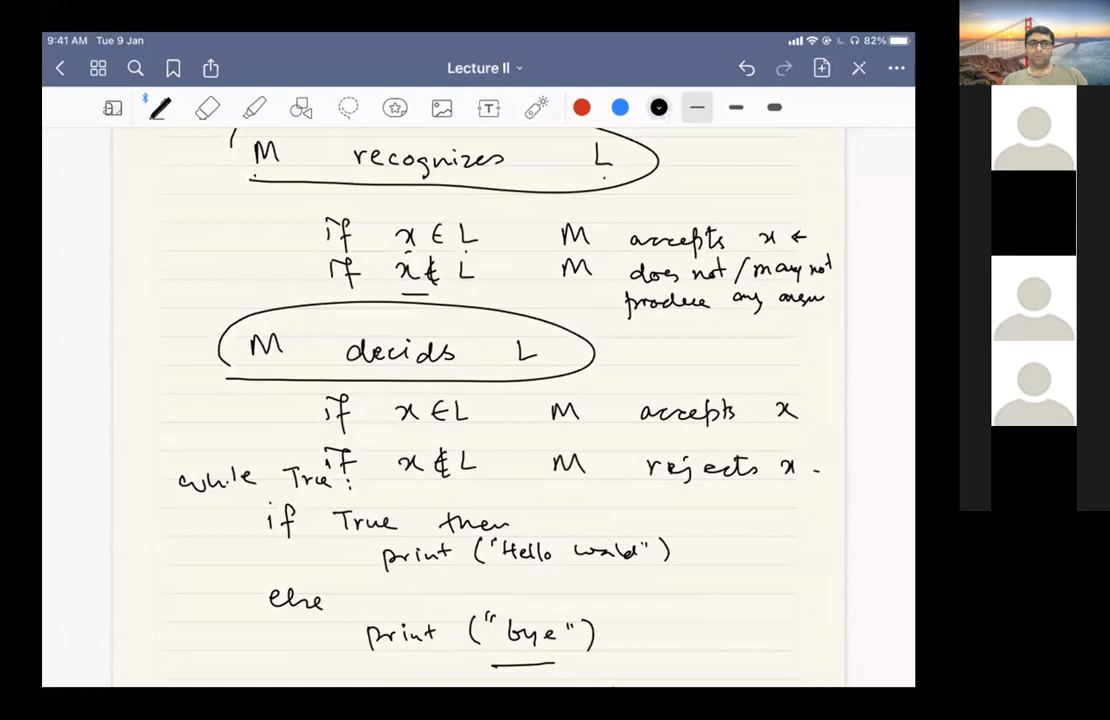 9:41 AM Tue 9 Jan
82%
Lecture II
M recognizes L
if x ∈ L M accepts x ←
if x ∉ L M does not / may not
produce any
M decids L
if x ∈ L M accepts x
if x ∉ L M rejects x -
while True :
if True then
print ("Hello world")
else
print ("bye")